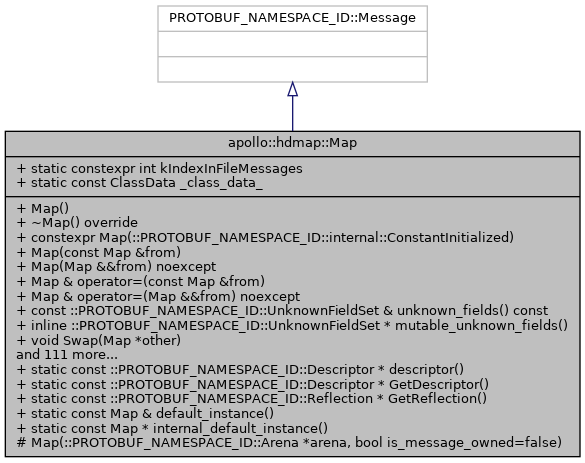 PROTOBUF_NAMESPACE_ID::Message
apollo::hdmap::Map
+ static constexpr int kIndexInFileMessages
+ static const ClassData _class_data_
+ Map()
+ ~Map() override
+ constexpr Map(::PROTOBUF_NAMESPACE_ID::internal::ConstantInitialized)
+ Map(const Map &from)
+ Map(Map &&from) noexcept
+ Map & operator=(const Map &from)
+ Map & operator=(Map &&from) noexcept
+ const ::PROTOBUF_NAMESPACE_ID::UnknownFieldSet & unknown_fields() const
+ inline ::PROTOBUF_NAMESPACE_ID::UnknownFieldSet * mutable_unknown_fields()
+ void Swap(Map *other)
and 111 more...
+ static const ::PROTOBUF_NAMESPACE_ID::Descriptor * descriptor()
+ static const ::PROTOBUF_NAMESPACE_ID::Descriptor * GetDescriptor()
+ static const ::PROTOBUF_NAMESPACE_ID::Reflection * GetReflection()
+ static const Map & default_instance()
+ static const Map * internal_default_instance()
# Map(::PROTOBUF_NAMESPACE_ID::Arena *arena, bool is_message_owned=false)